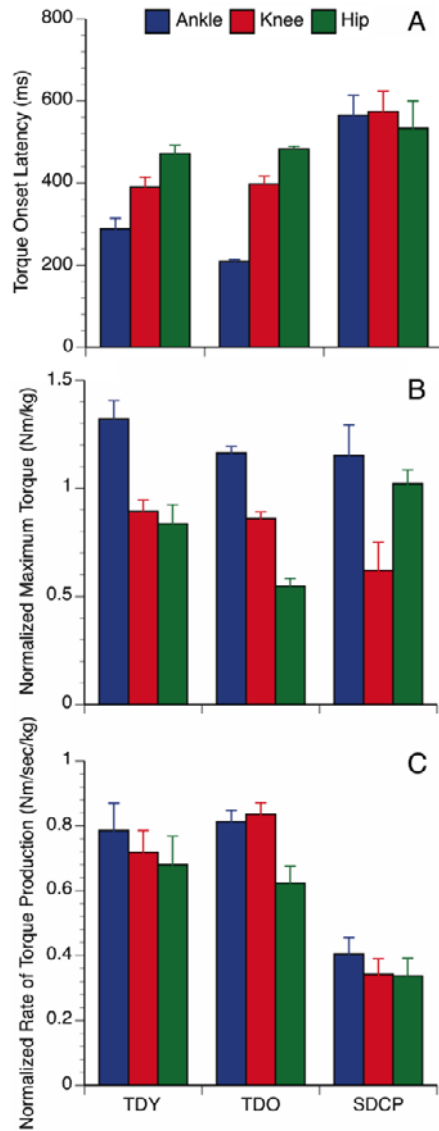 Ankle Knee Hip
A
Torque Onset Latency (ms)
800
600
400
200
0
B
Normalized Maximum Torque (Nm/kg)
1.5
1
0.5
0
C
Normalized Rate of Torque Production (Nm/sec/kg)
1
0.8
0.6
0.4
0.2
0
TDY TDO SDCP